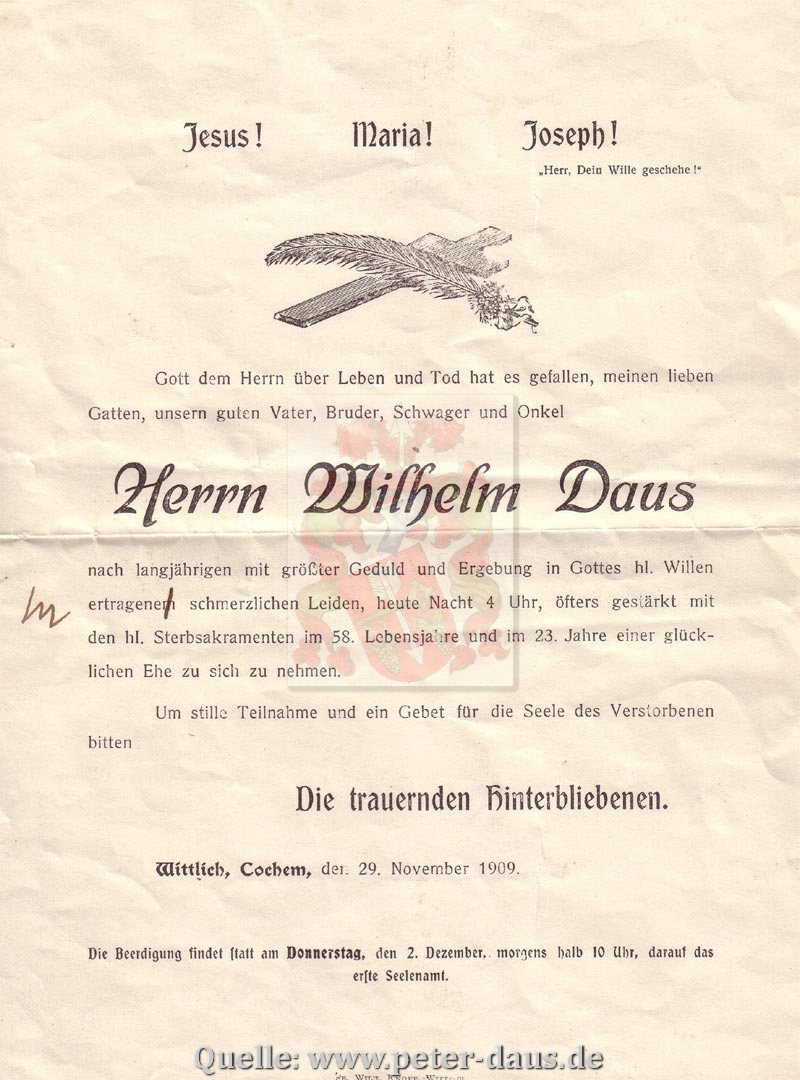 Jesus! Maria! Joseph!
„Herr, Dein Wille geschehe!“
Gott dem Herrn über Leben und Tod hat es gefallen, meinen lieben
Gatten, unsern guten Vater, Bruder, Schwager und Onkel
Herrn Wilhelm Daus
nach langjährigen mit größter Geduld und Ergebung in Gottes hl. Willen
ertragenen schmerzlichen Leiden, heute Nacht 4 Uhr, öfters gestärkt mit
den hl. Sterbsakramenten im 58. Lebensjahre und im 23. Jahre einer glück-
lichen Ehe zu sich zu nehmen.
Um stille Teilnahme und ein Gebet für die Seele des Verstorbenen
bitten
Die trauernden Hinterbliebenen.
Wittlich, Cochem, den 29. November 1909.
Die Beerdigung findet ſtatt am Donnerstag, den 2. Dezember, morgens halb 10 Uhr, darauf das
erſte Seelenamt.
Quelle: www.peter-daus.de